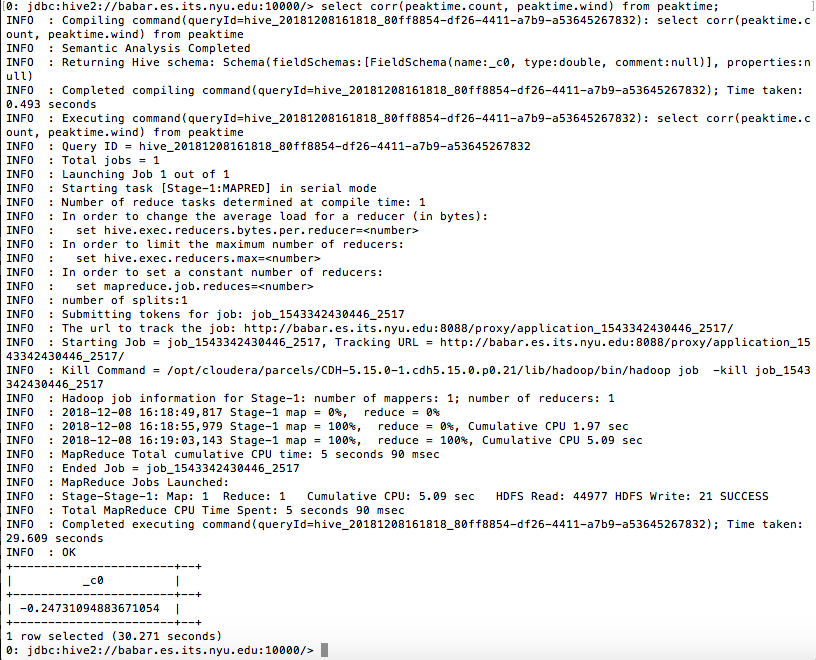 0: jdbc:hive2://babar.es.its.nyu.edu:10000/> select corr(peaktime.count, peaktime.wind) from peaktime;
INFO  : Compiling command(queryId=hive_20181208161818_80ff8854-df26-4411-a7b9-a53645267832): select corr(peaktime.c
ount, peaktime.wind) from peaktime
INFO  : Semantic Analysis Completed
INFO  : Returning Hive schema: Schema(fieldSchemas:[FieldSchema(name:_c0, type:double, comment:null)], properties:n
ull)
INFO  : Completed compiling command(queryId=hive_20181208161818_80ff8854-df26-4411-a7b9-a53645267832); Time taken:
0.493 seconds
INFO  : Executing command(queryId=hive_20181208161818_80ff8854-df26-4411-a7b9-a53645267832): select corr(peaktime.c
ount, peaktime.wind) from peaktime
INFO  : Query ID = hive_20181208161818_80ff8854-df26-4411-a7b9-a53645267832
INFO  : Total jobs = 1
INFO  : Launching Job 1 out of 1
INFO  : Starting task [Stage-1:MAPRED] in serial mode
INFO  : Number of reduce tasks determined at compile time: 1
INFO  : In order to change the average load for a reducer (in bytes):
INFO  :   set hive.exec.reducers.bytes.per.reducer=<number>
INFO  : In order to limit the maximum number of reducers:
INFO  :   set hive.exec.reducers.max=<number>
INFO  : In order to set a constant number of reducers:
INFO  :   set mapreduce.job.reduces=<number>
INFO  : number of splits:1
INFO  : Submitting tokens for job: job_1543342430446_2517
INFO  : The url to track the job: http://babar.es.its.nyu.edu:8088/proxy/application_1543342430446_2517/
INFO  : Starting Job = job_1543342430446_2517, Tracking URL = http://babar.es.its.nyu.edu:8088/proxy/application_15
43342430446_2517/
INFO  : Kill Command = /opt/cloudera/parcels/CDH-5.15.0-1.cdh5.15.0.p0.21/lib/hadoop/bin/hadoop job  -kill job_1543
342430446_2517
INFO  : Hadoop job information for Stage-1: number of mappers: 1; number of reducers: 1
INFO  : 2018-12-08 16:18:49,817 Stage-1 map = 0%,  reduce = 0%
INFO  : 2018-12-08 16:18:55,979 Stage-1 map = 100%,  reduce = 0%, Cumulative CPU 1.97 sec
INFO  : 2018-12-08 16:19:03,143 Stage-1 map = 100%,  reduce = 100%, Cumulative CPU 5.09 sec
INFO  : MapReduce Total cumulative CPU time: 5 seconds 90 msec
INFO  : Ended Job = job_1543342430446_2517
INFO  : MapReduce Jobs Launched:
INFO  : Stage-Stage-1: Map: 1  Reduce: 1   Cumulative CPU: 5.09 sec   HDFS Read: 44977 HDFS Write: 21 SUCCESS
INFO  : Total MapReduce CPU Time Spent: 5 seconds 90 msec
INFO  : Completed executing command(queryId=hive_20181208161818_80ff8854-df26-4411-a7b9-a53645267832); Time taken:
29.609 seconds
INFO  : OK
+-----------------------+--+
|          _c0          |
+-----------------------+--+
| -0.24731094883671054  |
+-----------------------+--+
1 row selected (30.271 seconds)
0: jdbc:hive2://babar.es.its.nyu.edu:10000/>